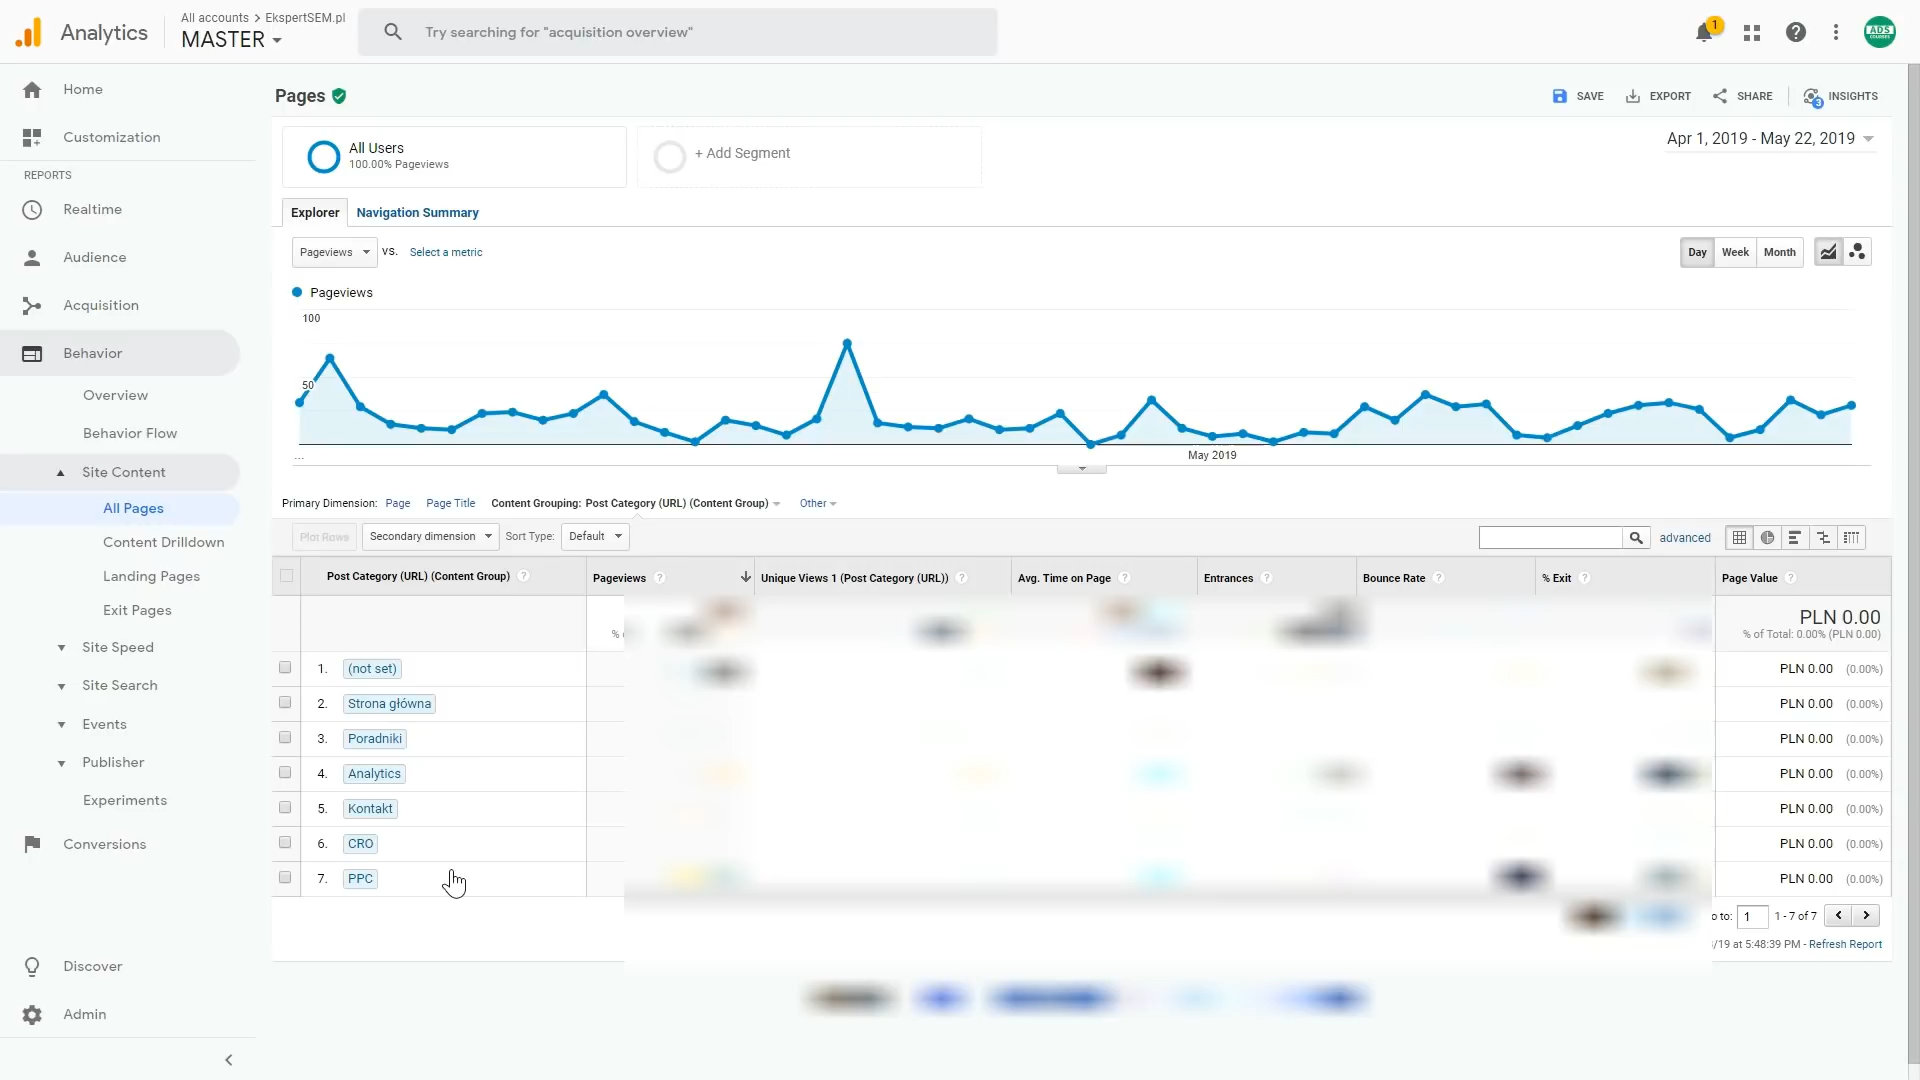 Analytics
All accounts > EkspertSEM.pl
MASTER
Try searching for "acquisition overview"
1
ADS
Home
Customization
REPORTS
Realtime
Audience
Acquisition
Behavior
Overview
Behavior Flow
Site Content
All Pages
Content Drilldown
Landing Pages
Exit Pages
Site Speed
Site Search
Events
Publisher
Experiments
Conversions
Discover
Admin
Pages
SAVE
EXPORT
SHARE
3
INSIGHTS
All Users
100.00% Pageviews
+ Add Segment
Apr 1, 2019 - May 22, 2019
Explorer
Navigation Summary
Pageviews
VS.
Select a metric
Day
Week
Month
Pageviews
100
50
...
May 2019
Primary Dimension: Page Page Title Content Grouping: Post Category (URL) (Content Group) Other
Plot Rows
Secondary dimension
Sort Type:
Default
advanced
Post Category (URL) (Content Group) ?
Pageviews ?
Unique Views 1 (Post Category (URL)) ?
Avg. Time on Page ?
Entrances ?
Bounce Rate ?
% Exit ?
Page Value ?
%
PLN 0.00
% of Total: 0.00% (PLN 0.00)
1. (not set) PLN 0.00 (0.00%)
2. Strona główna PLN 0.00 (0.00%)
3. Poradniki PLN 0.00 (0.00%)
4. Analytics PLN 0.00 (0.00%)
5. Kontakt PLN 0.00 (0.00%)
6. CRO PLN 0.00 (0.00%)
7. PPC PLN 0.00 (0.00%)
to: 1 1 - 7 of 7
/19 at 5:48:39 PM - Refresh Report